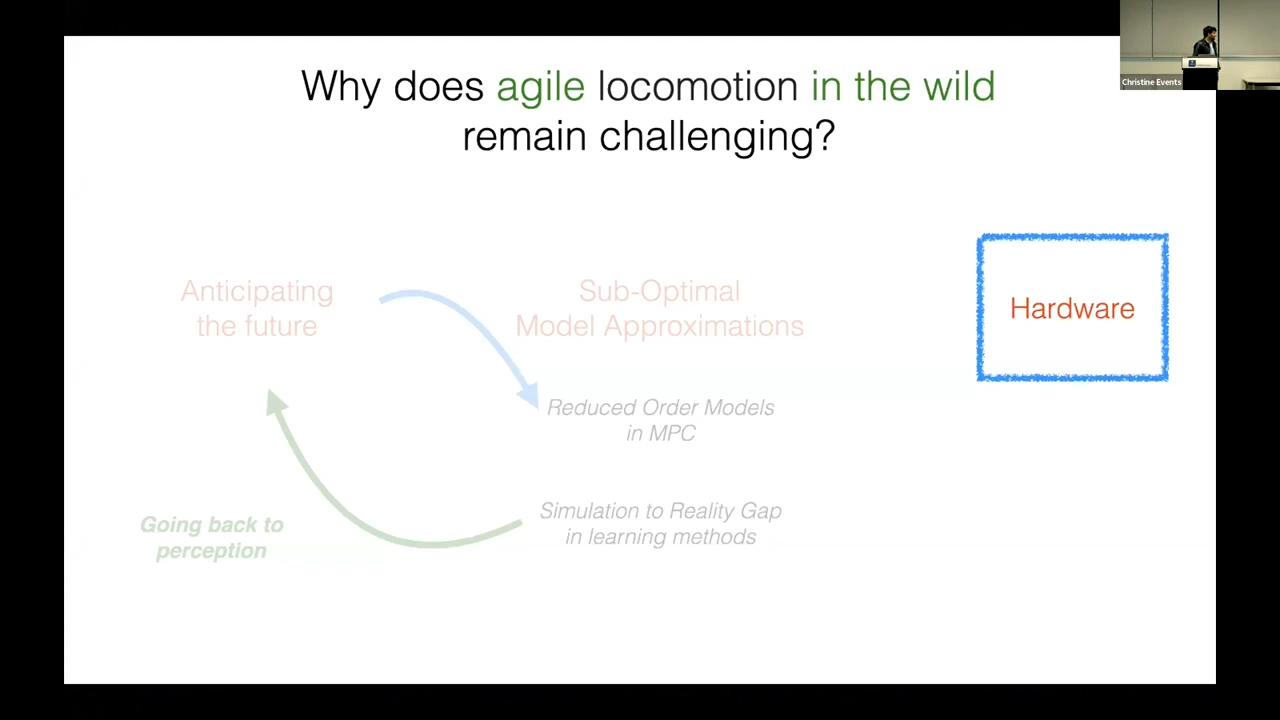 Why does agile locomotion in the wild
remain challenging?
Christine Events
Anticipating
the future
Sub-Optimal
Model Approximations
Hardware
Reduced Order Models
in MPC
Simulation to Reality Gap
in learning methods
Going back to
perception